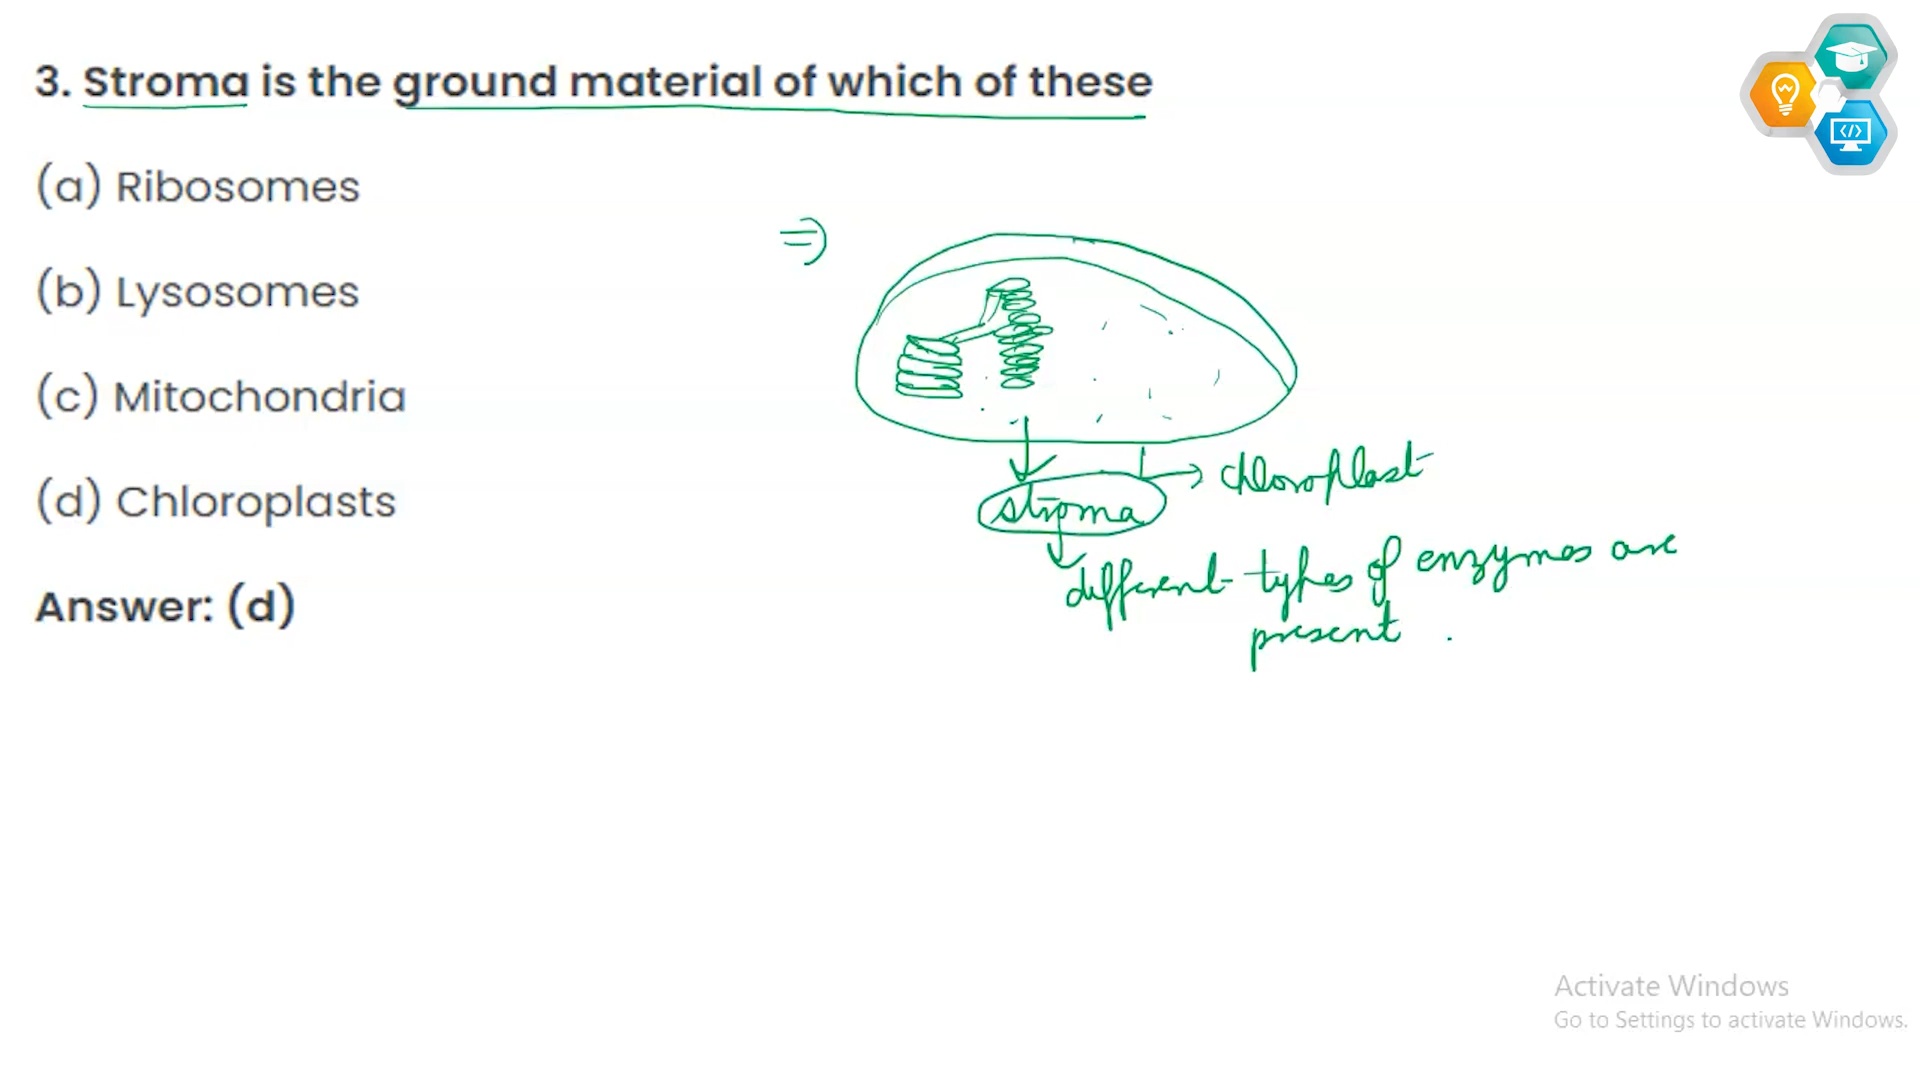 3. Stroma is the ground material of which of these
(a) Ribosomes
(b) Lysosomes
(c) Mitochondria
(d) Chloroplasts
Answer: (d)
chloroplast
stroma
different types of enzymes are
present .
</>
Activate Windows
Go to Settings to activate Windows.